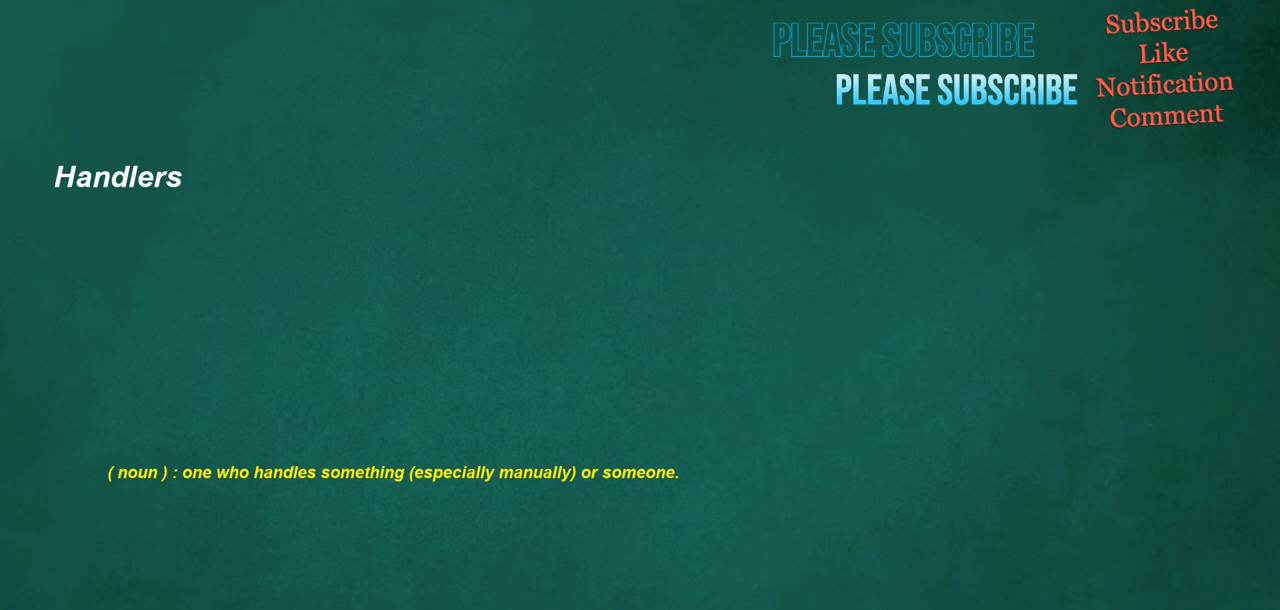 PLEASE SUBSCRIBE
PLEASE SUBSCRIBE
Subscribe
Like
Notification
Comment
Handlers
( noun ) : one who handles something (especially manually) or someone.